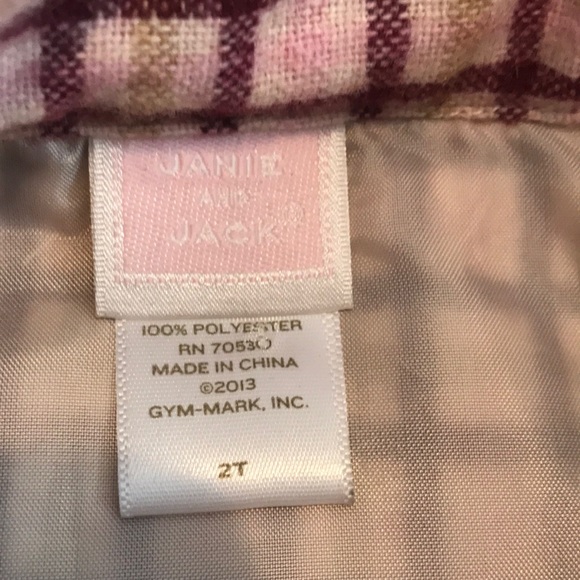 JANIE
AND
JACK®
100% POLYESTER
RN 70530
MADE IN CHINA
©2013
GYM-MARK, INC.
2T